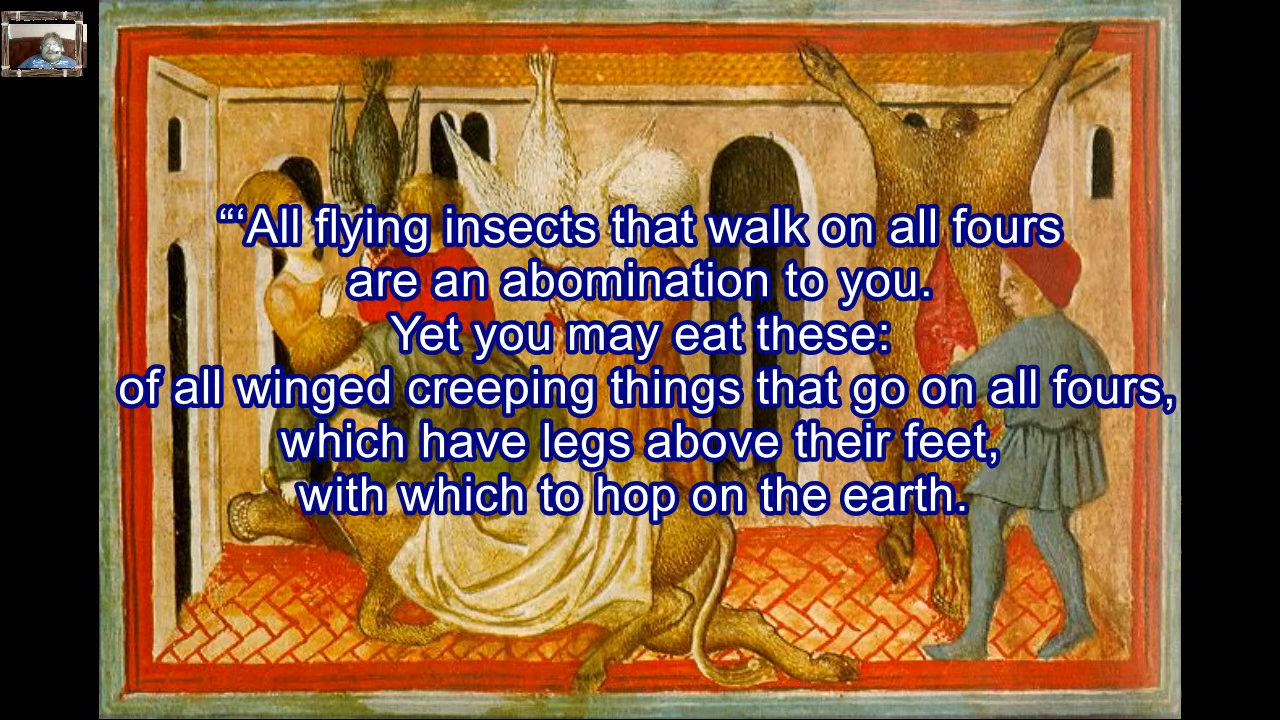 “‘All flying insects that walk on all fours
are an abomination to you.
Yet you may eat these:
of all winged creeping things that go on all fours,
which have legs above their feet,
with which to hop on the earth.